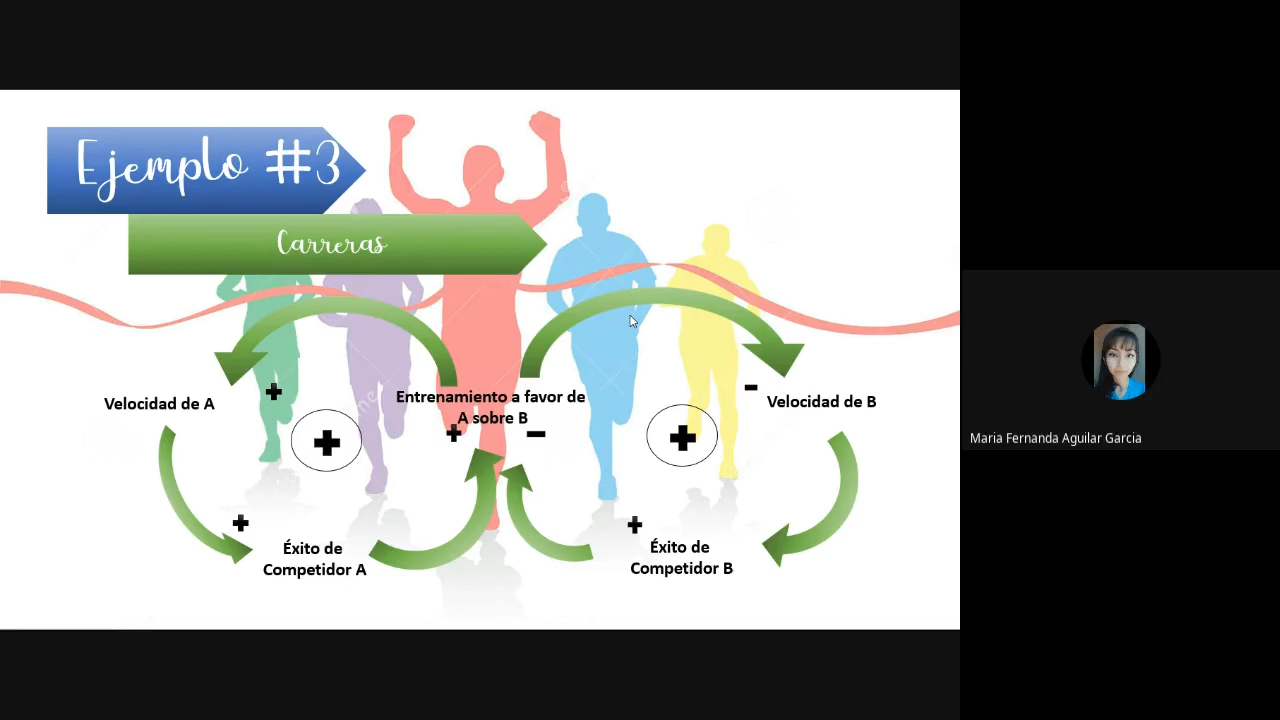 Ejemplo #3
Carreras
Velocidad de A
+
+
Entrenamiento a favor de
A sobre B
+
-
+
-
Velocidad de B
+
Éxito de
Competidor A
+
Éxito de
Competidor B
Maria Fernanda Aguilar Garcia